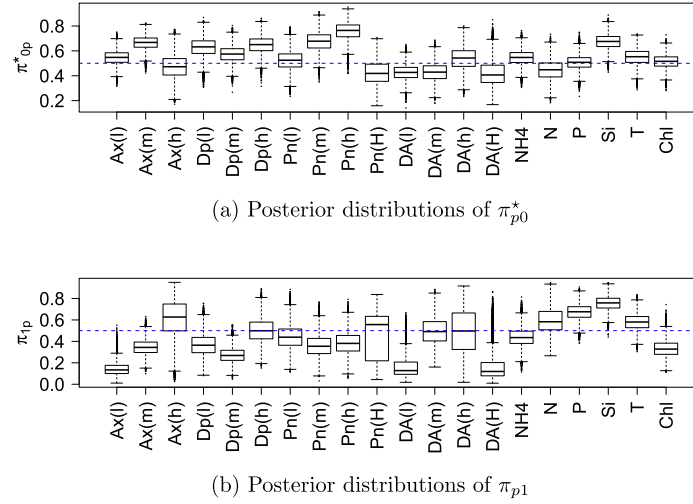 0.8
0.6
0.4
0.2
π*0p
Ax(l) Ax(m) Ax(h) Dp(l) Dp(m) Dp(h) Pn(l) Pn(m) Pn(h) Pn(H) DA(l) DA(m) DA(h) DA(H) NH4 N P Si T Chl
(a) Posterior distributions of π⋆p0
0.8
0.6
0.4
0.2
0.0
π1p
Ax(l) Ax(m) Ax(h) Dp(l) Dp(m) Dp(h) Pn(l) Pn(m) Pn(h) Pn(H) DA(l) DA(m) DA(h) DA(H) NH4 N P Si T Chl
(b) Posterior distributions of πp1